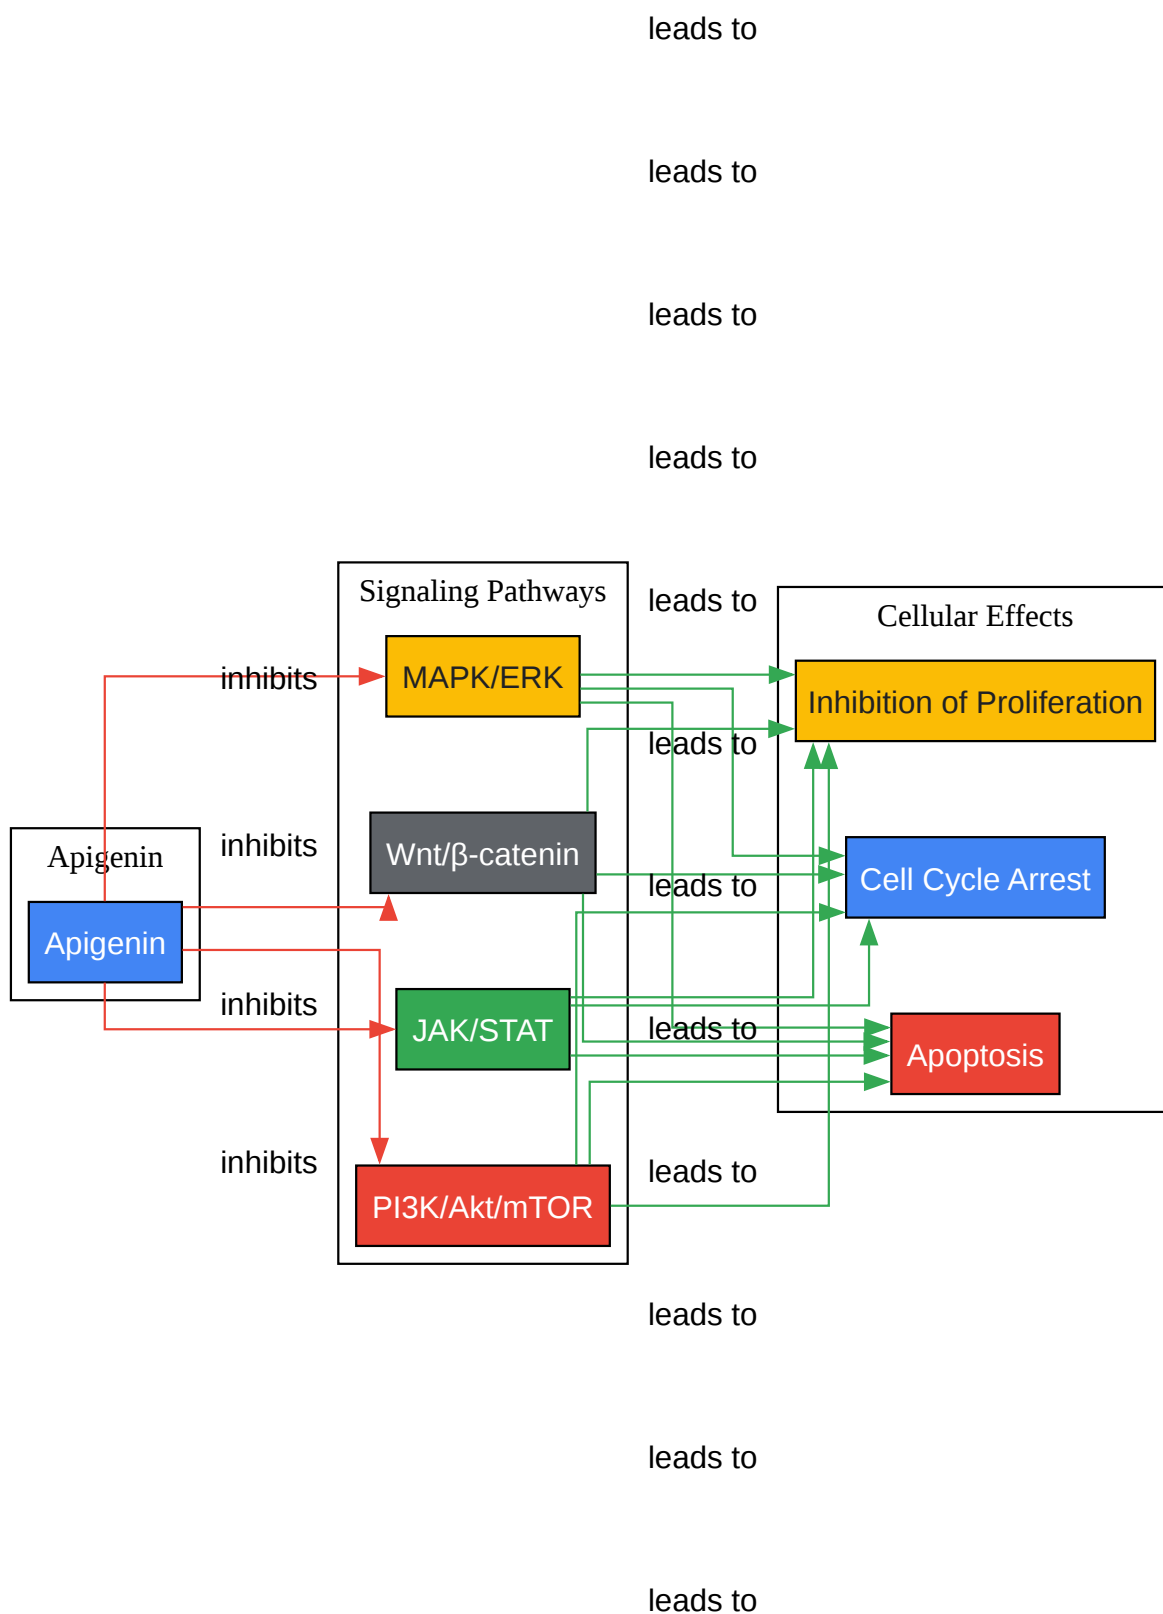 leads to
leads to
leads to
leads to
Signaling Pathways
leads to
Cellular Effects
inhibits
MAPK/ERK
Inhibition of Proliferation
leads to
inhibits
Apigenin
Wnt/β-catenin
leads to
Cell Cycle Arrest
Apigenin
inhibits
JAK/STAT
leads to
Apoptosis
inhibits
leads to
PI3K/Akt/mTOR
leads to
leads to
leads to